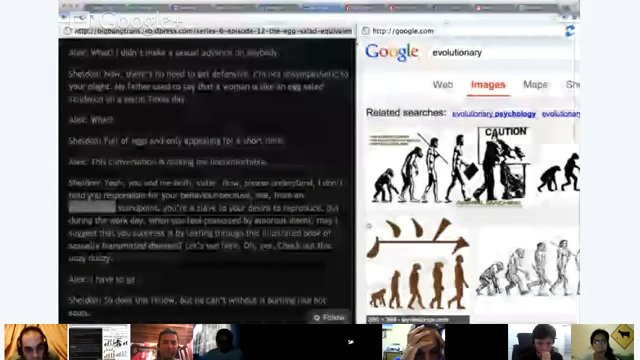 http://bigbangtrans.wordpress.com/series-6-episode-12-the-egg-salad-equivalen
Alex: What! I didn't make a sexual advance on anybody.
Sheldon: Now, there's no need to get defensive. I'm not unsympathetic to
your plight. My father used to say that a woman is like an egg salad
sandwich on a warm Texas day.
Alex: What?
Sheldon: Full of eggs and only appealing for a short time.
Alex: This conversation is making me uncomfortable.
Sheldon: Yeah, you and me both, sister. Now, please understand, I don't
hold you responsible for your behaviour because, see, from an
standpoint, you're a slave to your desire to reproduce. But
during the work day, when you feel possessed by amorous intent, may I
suggest that you suppress it by leafing through this illustrated book of
sexually transmitted diseases? Let's see here. Oh, yes. Check out this
oozy doozy.
Alex: I have to go.
Sheldon: So does this fellow, but he can't without it burning like hot
soup.
Follow
http://google.com
Google
evolutionary
Web Images Maps Sh
Related searches: evolutionary psychology evolutionary
CAUTION